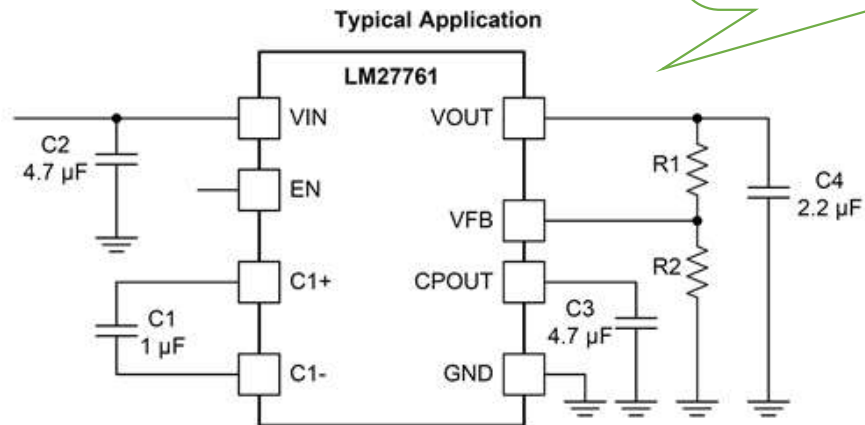 Typical Application
LM27761
VIN
VOUT
C2
4.7 µF
R1
C4
2.2 µF
EN
VFB
R2
C1+
CPOUT
C1
1 µF
C3
4.7 µF
C1-
GND